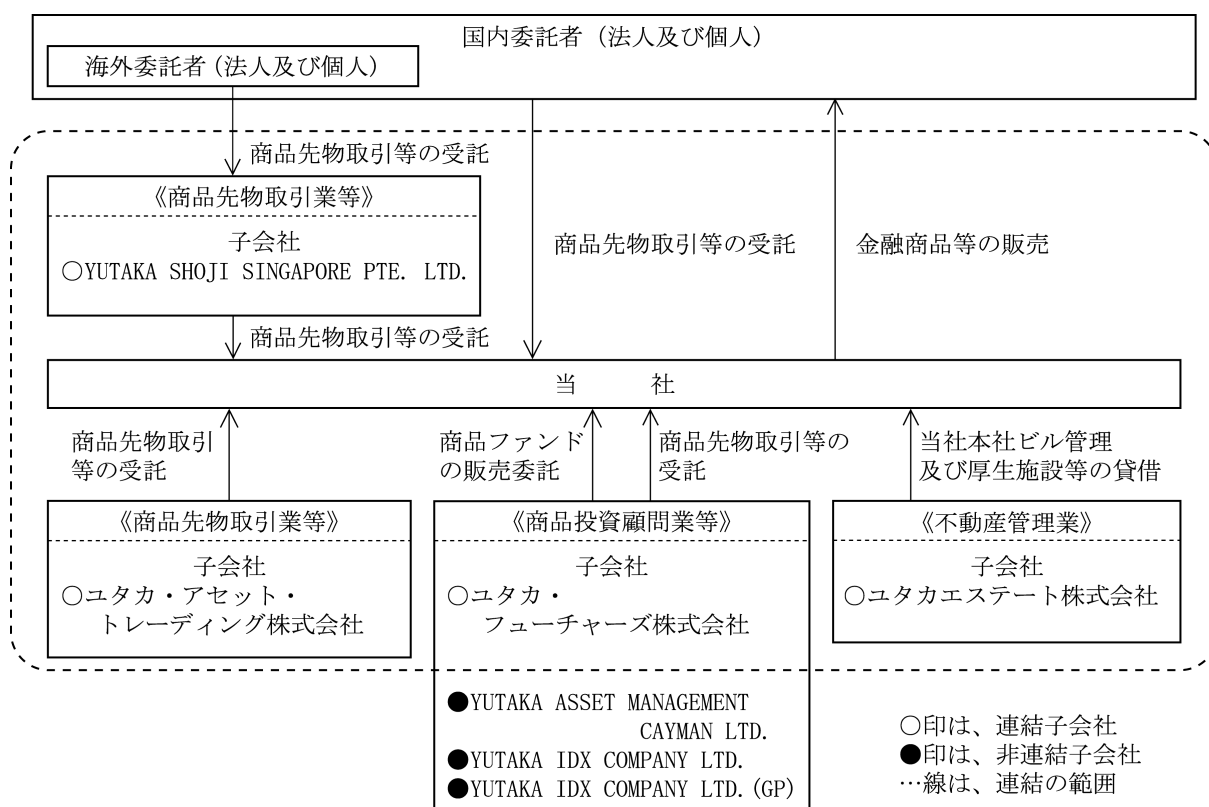 国内委託者（法人及び個人）
海外委託者（法人及び個人）
商品先物取引等の受託
《商品先物取引業等》
子会社
○YUTAKA SHOJI SINGAPORE PTE. LTD.
商品先物取引等の受託
金融商品等の販売
商品先物取引等の受託
当　　　社
商品先物取引
等の受託
商品ファンド
の販売委託
商品先物取引等の
受託
当社本社ビル管理
及び厚生施設等の貸借
《商品先物取引業等》
子会社
○ユタカ・アセット・
トレーディング株式会社
《商品投資顧問業等》
子会社
○ユタカ・
フューチャーズ株式会社
●YUTAKA ASSET MANAGEMENT
CAYMAN LTD.
●YUTAKA IDX COMPANY LTD.
●YUTAKA IDX COMPANY LTD.(GP)
《不動産管理業》
子会社
○ユタカエステート株式会社
○印は、連結子会社
●印は、非連結子会社
…線は、連結の範囲